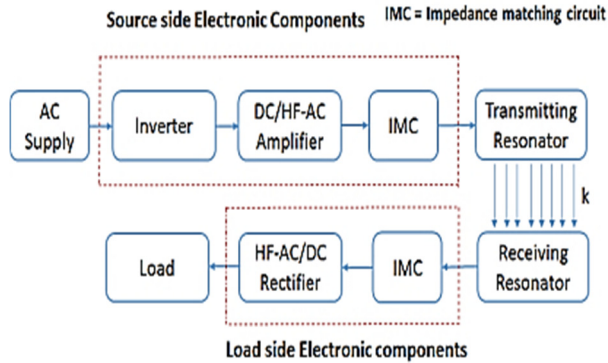 Source side Electronic Components
IMC = Impedance matching circuit
AC
Supply
Inverter
DC/HF-AC
Amplifier
IMC
Transmitting
Resonator
k
Load
HF-AC/DC
Rectifier
IMC
Receiving
Resonator
Load side Electronic components